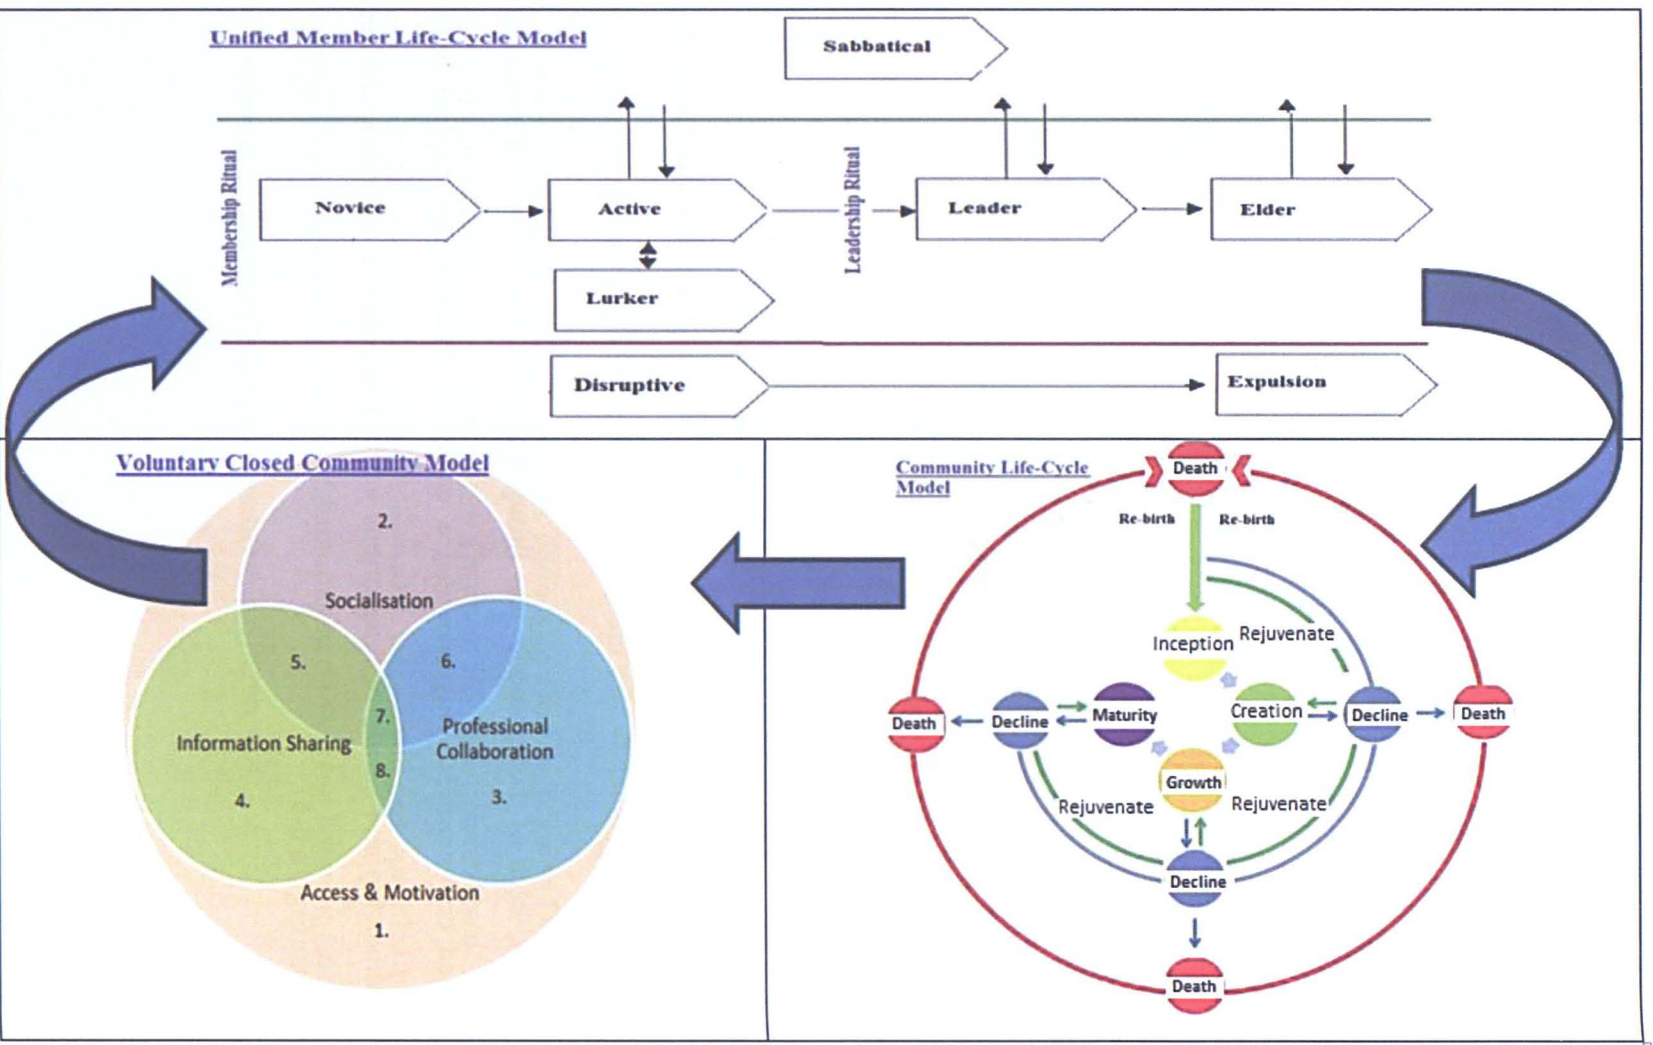 Unified Member Life-Cycle Model
Sabbatical
Membership Ritual
Novice
Active
Leadership Ritual
Leader
Elder
Lurker
Disruptive
Expulsion
Voluntary Closed Community Model
2.
Socialisation
5.
6.
7.
Information Sharing
Professional
Collaboration
8.
4.
3.
Access & Motivation
1.
Community Life-Cycle
Model
Death
Re-birth
Re-birth
Inception
Rejuvenate
Death
Decline
Maturity
Creation
Decline
Death
Growth
Rejuvenate
Rejuvenate
Decline
Death